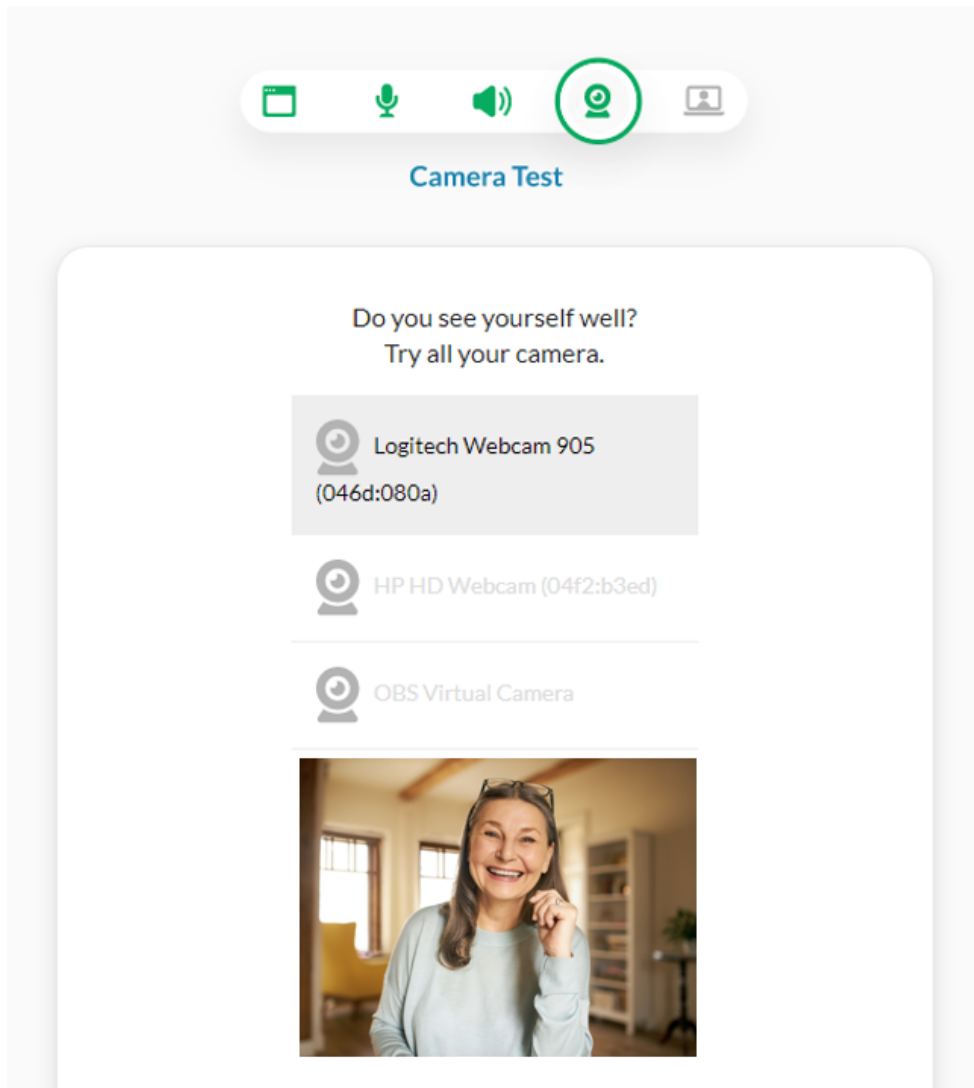 Camera Test
Do you see yourself well?
Try all your camera.
Logitech Webcam 905
(046d:080a)
HP HD Webcam (04f2:b3ed)
OBS Virtual Camera